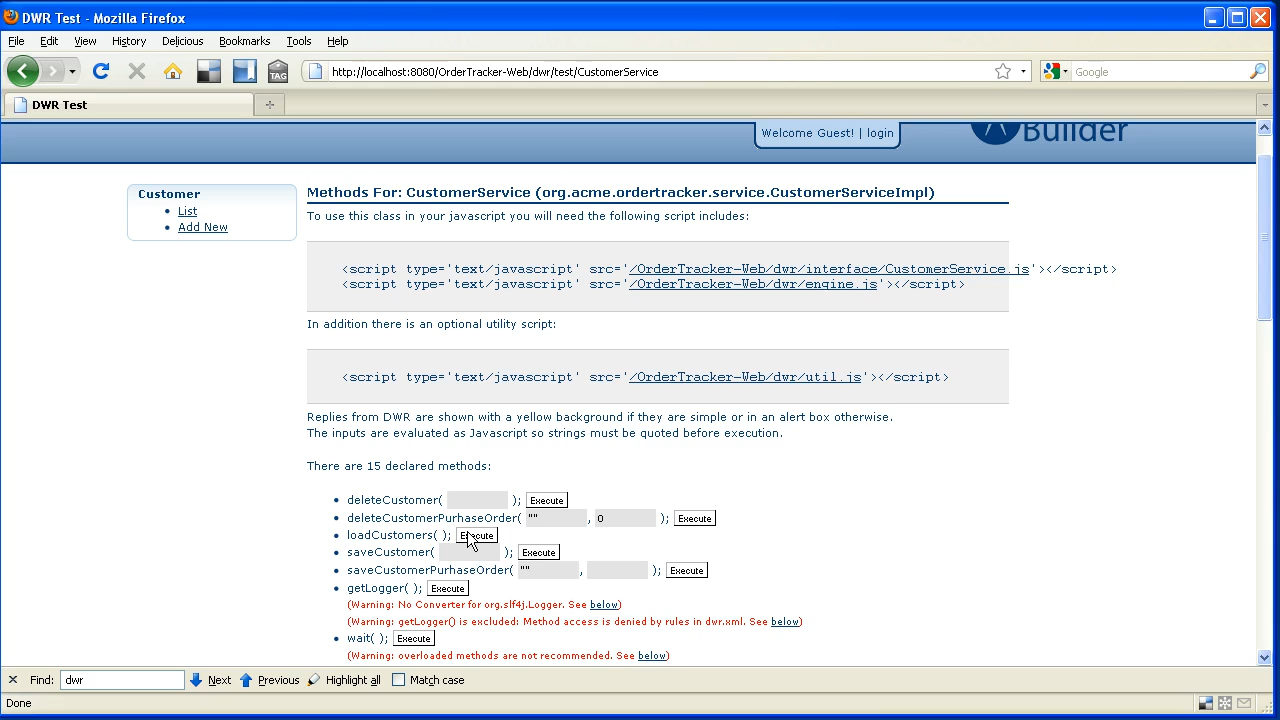 DWR Test - Mozilla Firefox
File Edit View History Delicious Bookmarks Tools Help
TAG http://localhost:8080/OrderTracker-Web/dwr/test/CustomerService Google
DWR Test
Welcome Guest! | login Builder
Customer
• List
• Add New
Methods For: CustomerService (org.acme.ordertracker.service.CustomerServiceImpl)
To use this class in your javascript you will need the following script includes:
<script type='text/javascript' src='/OrderTracker-Web/dwr/interface/CustomerService.js'></script>
<script type='text/javascript' src='/OrderTracker-Web/dwr/engine.js'></script>
In addition there is an optional utility script:
<script type='text/javascript' src='/OrderTracker-Web/dwr/util.js'></script>
Replies from DWR are shown with a yellow background if they are simple or in an alert box otherwise.
The inputs are evaluated as Javascript so strings must be quoted before execution.
There are 15 declared methods:
• deleteCustomer( ); Execute
• deleteCustomerPurhaseOrder( "" , 0 ); Execute
• loadCustomers( ); Execute
• saveCustomer( ); Execute
• saveCustomerPurhaseOrder( "" , ); Execute
• getLogger( ); Execute
(Warning: No Converter for org.slf4j.Logger. See below)
(Warning: getLogger() is excluded: Method access is denied by rules in dwr.xml. See below)
• wait( ); Execute
(Warning: overloaded methods are not recommended. See below)
Find: dwr Next Previous Highlight all Match case
Done